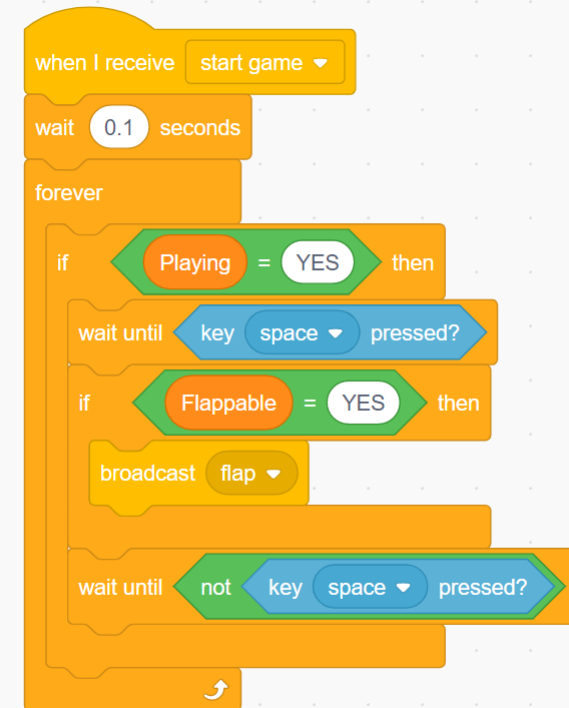 when I receive start game
wait 0.1 seconds
forever
if Playing = YES then
wait until key space pressed?
if Flappable = YES then
broadcast flap
wait until not key space pressed?